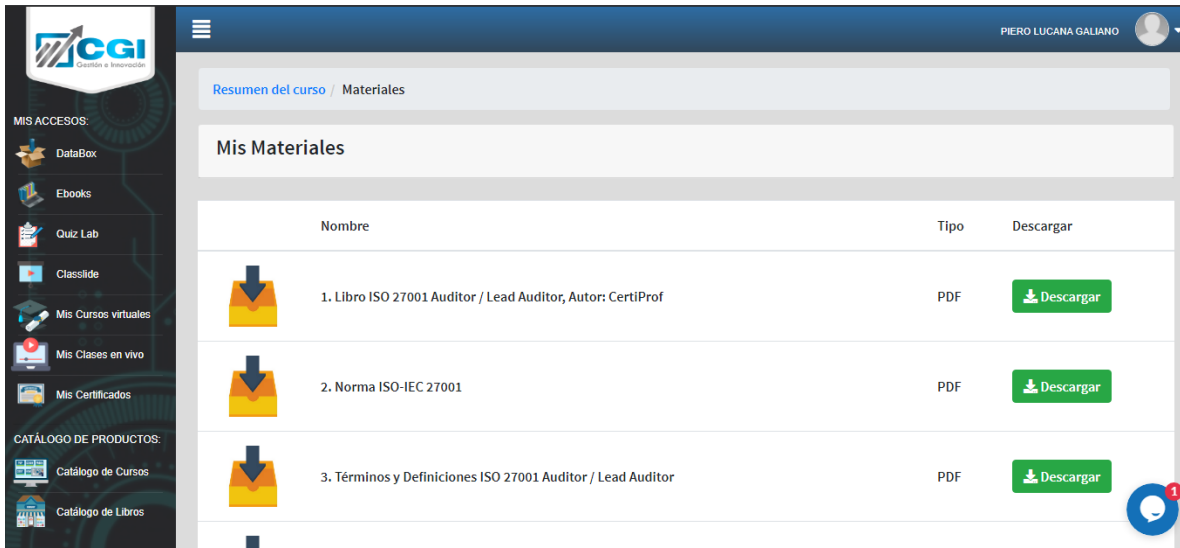 CGI
Gestión e Innovación
PIERO LUCANA GALIANO
Resumen del curso / Materiales
MIS ACCESOS:
DataBox
Ebooks
Quiz Lab
Classlide
Mis Cursos virtuales
Mis Clases en vivo
Mis Certificados
CATÁLOGO DE PRODUCTOS:
Catálogo de Cursos
Catálogo de Libros
Mis Materiales
Nombre Tipo Descargar
1. Libro ISO 27001 Auditor / Lead Auditor, Autor: CertiProf PDF Descargar
2. Norma ISO-IEC 27001 PDF Descargar
3. Términos y Definiciones ISO 27001 Auditor / Lead Auditor PDF Descargar
1